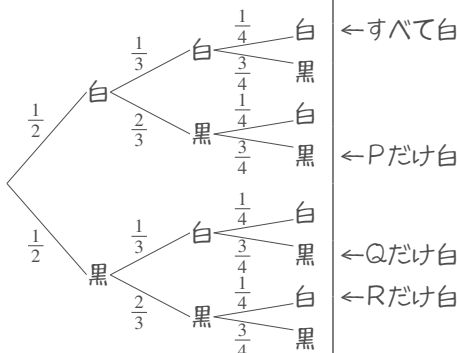 1/4 白 ←すべて白
1/3 白
3/4 黒
白
1/2
1/4 白
2/3 黒
3/4 黒 ←Pだけ白
1/4 白
1/3 白
1/2
3/4 黒 ←Qだけ白
黒
1/4 白 ←Rだけ白
2/3 黒
3/4 黒